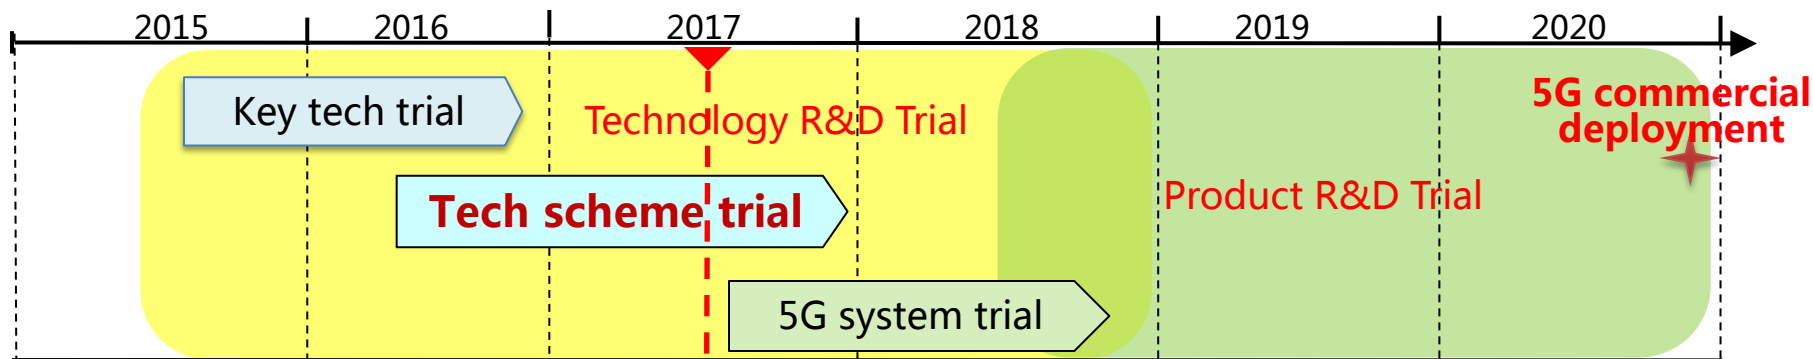 2015 2016 2017 2018 2019 2020
Key tech trial
Technology R&D Trial
5G commercial
deployment
Tech scheme trial
Product R&D Trial
5G system trial